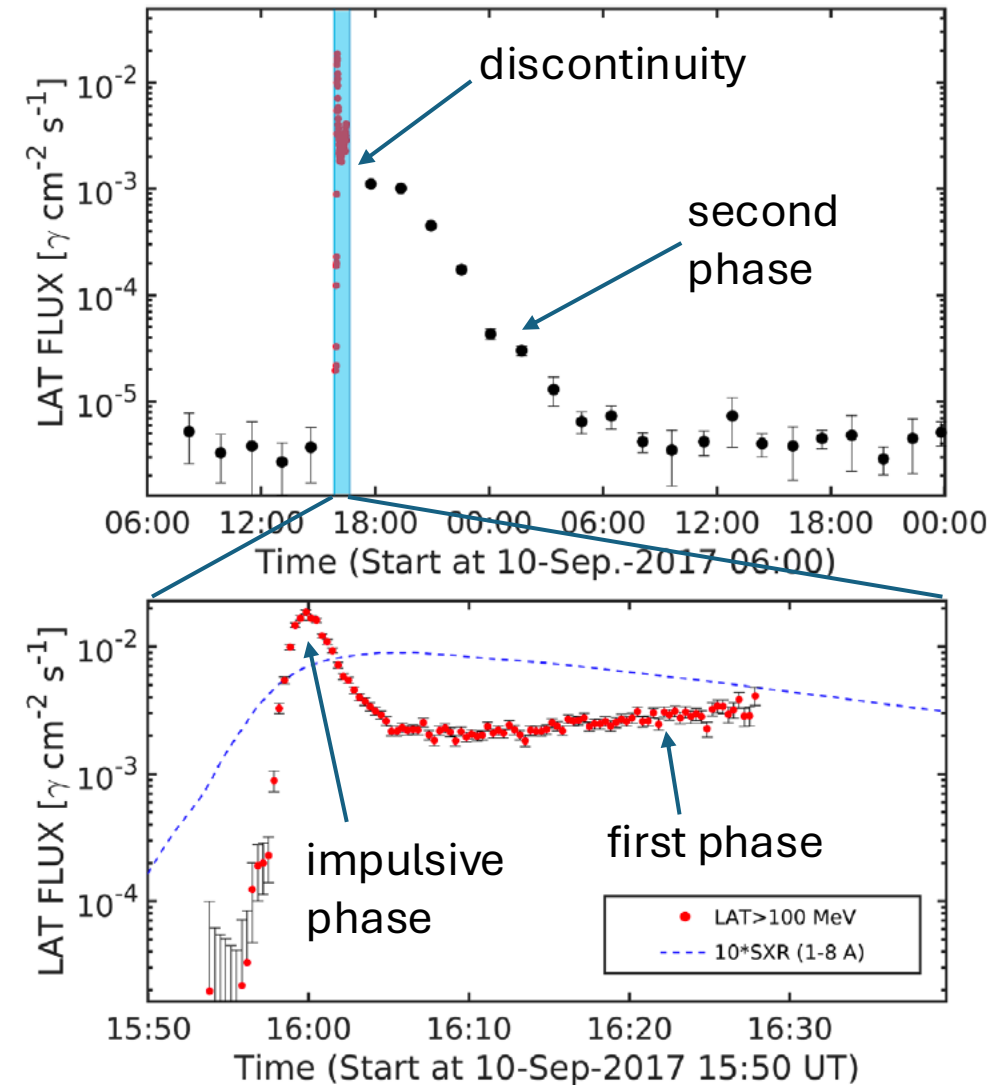 discontinuity
10⁻²
10⁻³
10⁻⁴
10⁻⁵
LAT FLUX [γ cm⁻² s⁻¹]
second
phase
06:00 12:00 18:00 00:00 06:00 12:00 18:00 00:00
Time (Start at 10-Sep.-2017 06:00)
10⁻²
10⁻³
10⁻⁴
LAT FLUX [γ cm⁻² s⁻¹]
impulsive
phase
first phase
LAT>100 MeV
10*SXR (1-8 A)
15:50 16:00 16:10 16:20 16:30
Time (Start at 10-Sep-2017 15:50 UT)